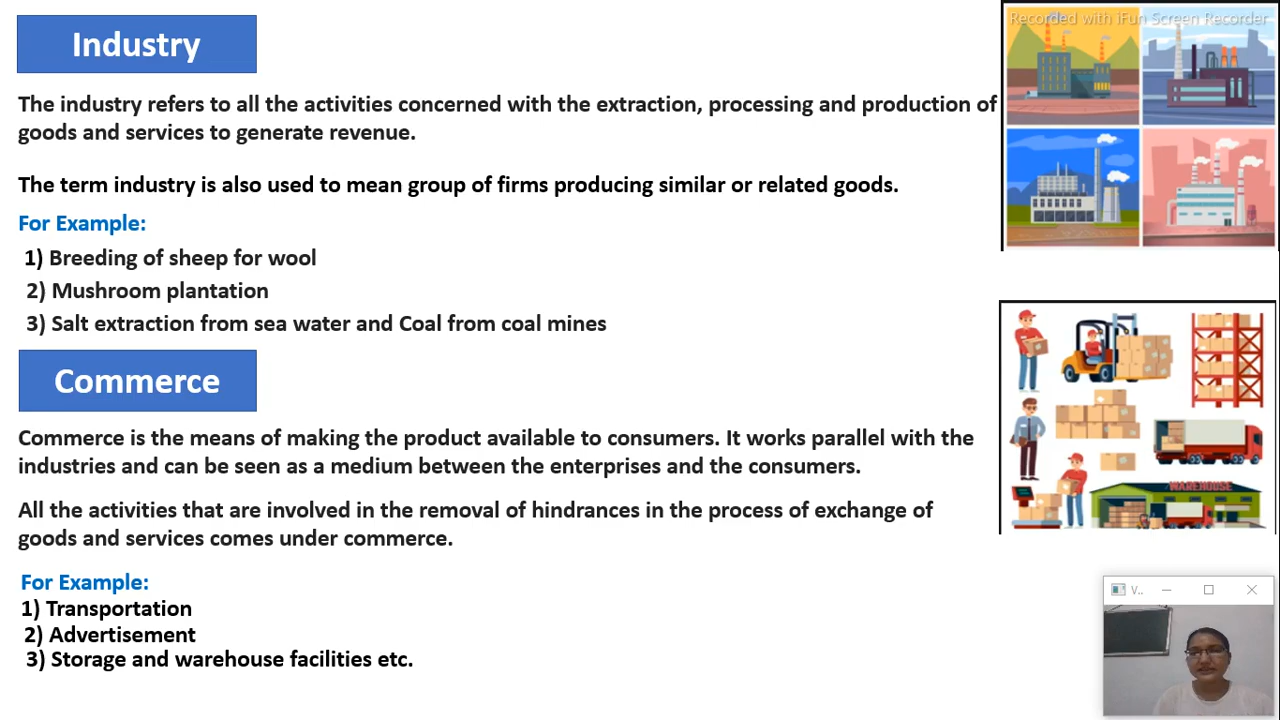 Recorded with iFun Screen Recorder
Industry
The industry refers to all the activities concerned with the extraction, processing and production of
goods and services to generate revenue.
The term industry is also used to mean group of firms producing similar or related goods.
For Example:
1) Breeding of sheep for wool
2) Mushroom plantation
3) Salt extraction from sea water and Coal from coal mines
Commerce
Commerce is the means of making the product available to consumers. It works parallel with the
industries and can be seen as a medium between the enterprises and the consumers.
All the activities that are involved in the removal of hindrances in the process of exchange of
goods and services comes under commerce.
For Example:
1) Transportation
2) Advertisement
3) Storage and warehouse facilities etc.
WAREHOUSE
V..